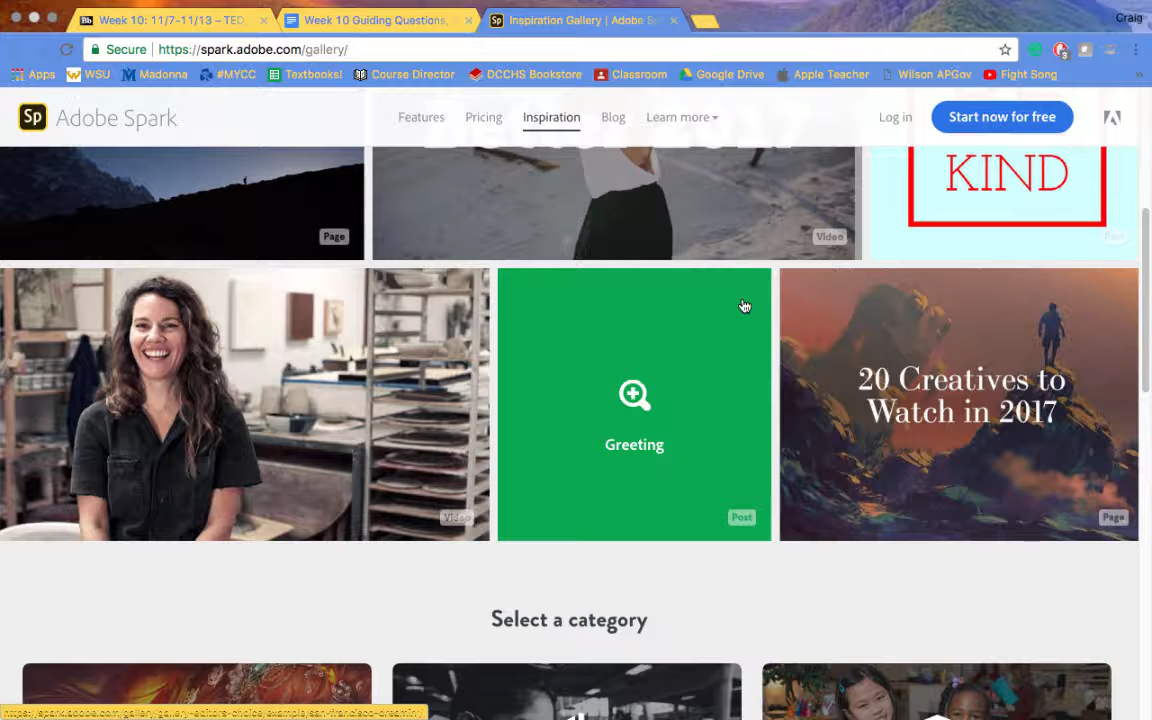 Craig
Week 10: 11/7-11/13 – TED
Week 10 Guiding Questions,
Inspiration Gallery | Adobe Sp
Secure | https://spark.adobe.com/gallery/
Apps WSU Madonna #MYCC Textbooks! Course Director DCCHS Bookstore Classroom Google Drive Apple Teacher Wilson APGov Fight Song »
Sp Adobe Spark Features Pricing Inspiration Blog Learn more Log in Start now for free
KIND
Page
Video
Post
Greeting
20 Creatives to
Watch in 2017
Video
Post
Page
Select a category